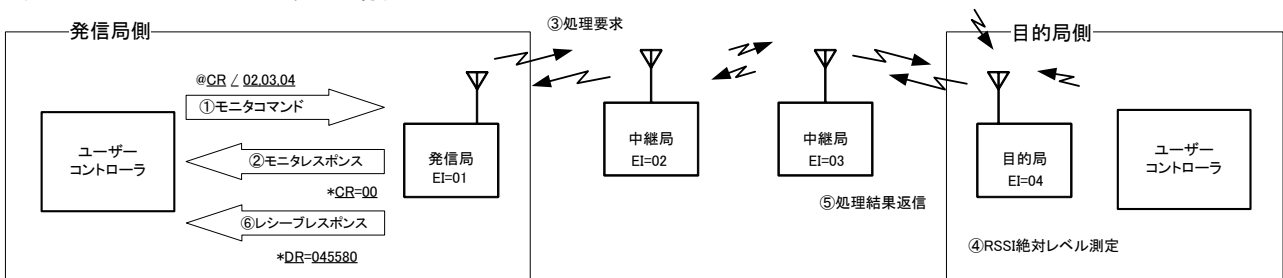 発信局側
③処理要求
目的局側
@CR / 02,03,04
①モニタコマンド
ユーザー
コントローラ
②モニタレスポンス
*CR=00
⑥レシーブレスポンス
*DR=045580
発信局
EI=01
中継局
EI=02
中継局
EI=03
目的局
EI=04
ユーザー
コントローラ
⑤処理結果返信
④RSSI絶対レベル測定